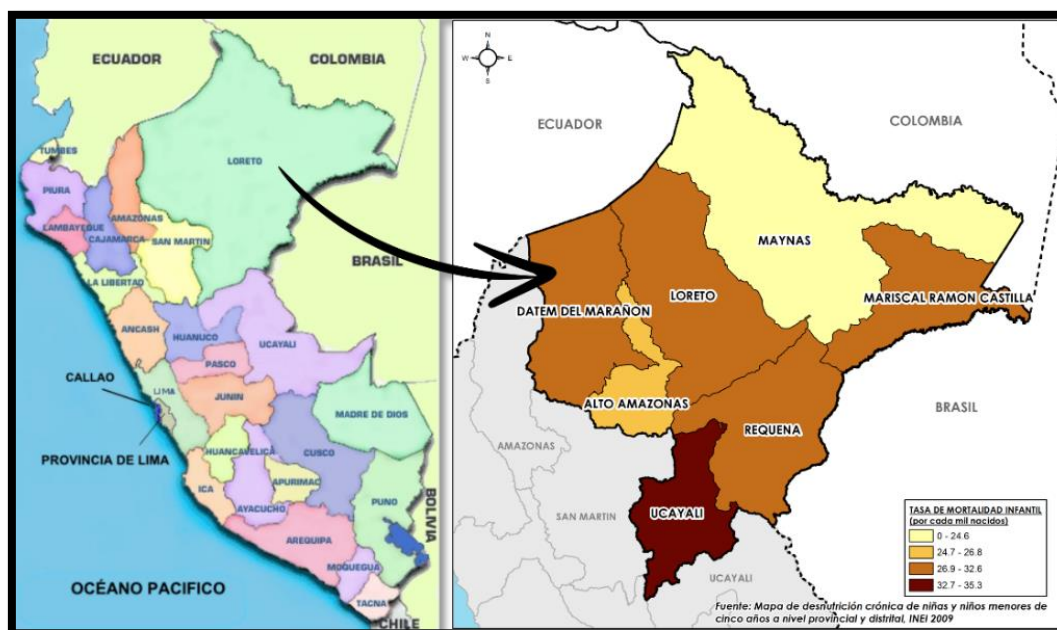 ECUADOR
COLOMBIA
TUMBES
PIURA
LORETO
AMAZONAS
LAMBAYEQUE
CAJAMARCA
SAN MARTIN
BRASIL
LA LIBERTAD
ANCASH
HUANUCO
UCAYALI
PASCO
CALLAO
LIMA
JUNIN
MADRE DE DIOS
PROVINCIA DE LIMA
HUANCAVELICA
CUSCO
ICA
APURIMAC
AYACUCHO
PUNO
BOLIVIA
AREQUIPA
MOQUEGUA
OCÉANO PACIFICO
TACNA
CHILE
N
W
E
S
ECUADOR
COLOMBIA
MAYNAS
LORETO
MARISCAL RAMON CASTILLA
DATEM DEL MARAÑON
ALTO AMAZONAS
REQUENA
BRASIL
AMAZONAS
SAN MARTIN
UCAYALI
UCAYALI
TASA DE MORTALIDAD INFANTIL
(por cada mil nacidos)
0 - 24.6
24.7 - 26.8
26.9 - 32.6
32.7 - 35.3
Fuente: Mapa de desnutrición crónica de niñas y niños menores de
cinco años a nivel provincial y distrital, INEI 2009